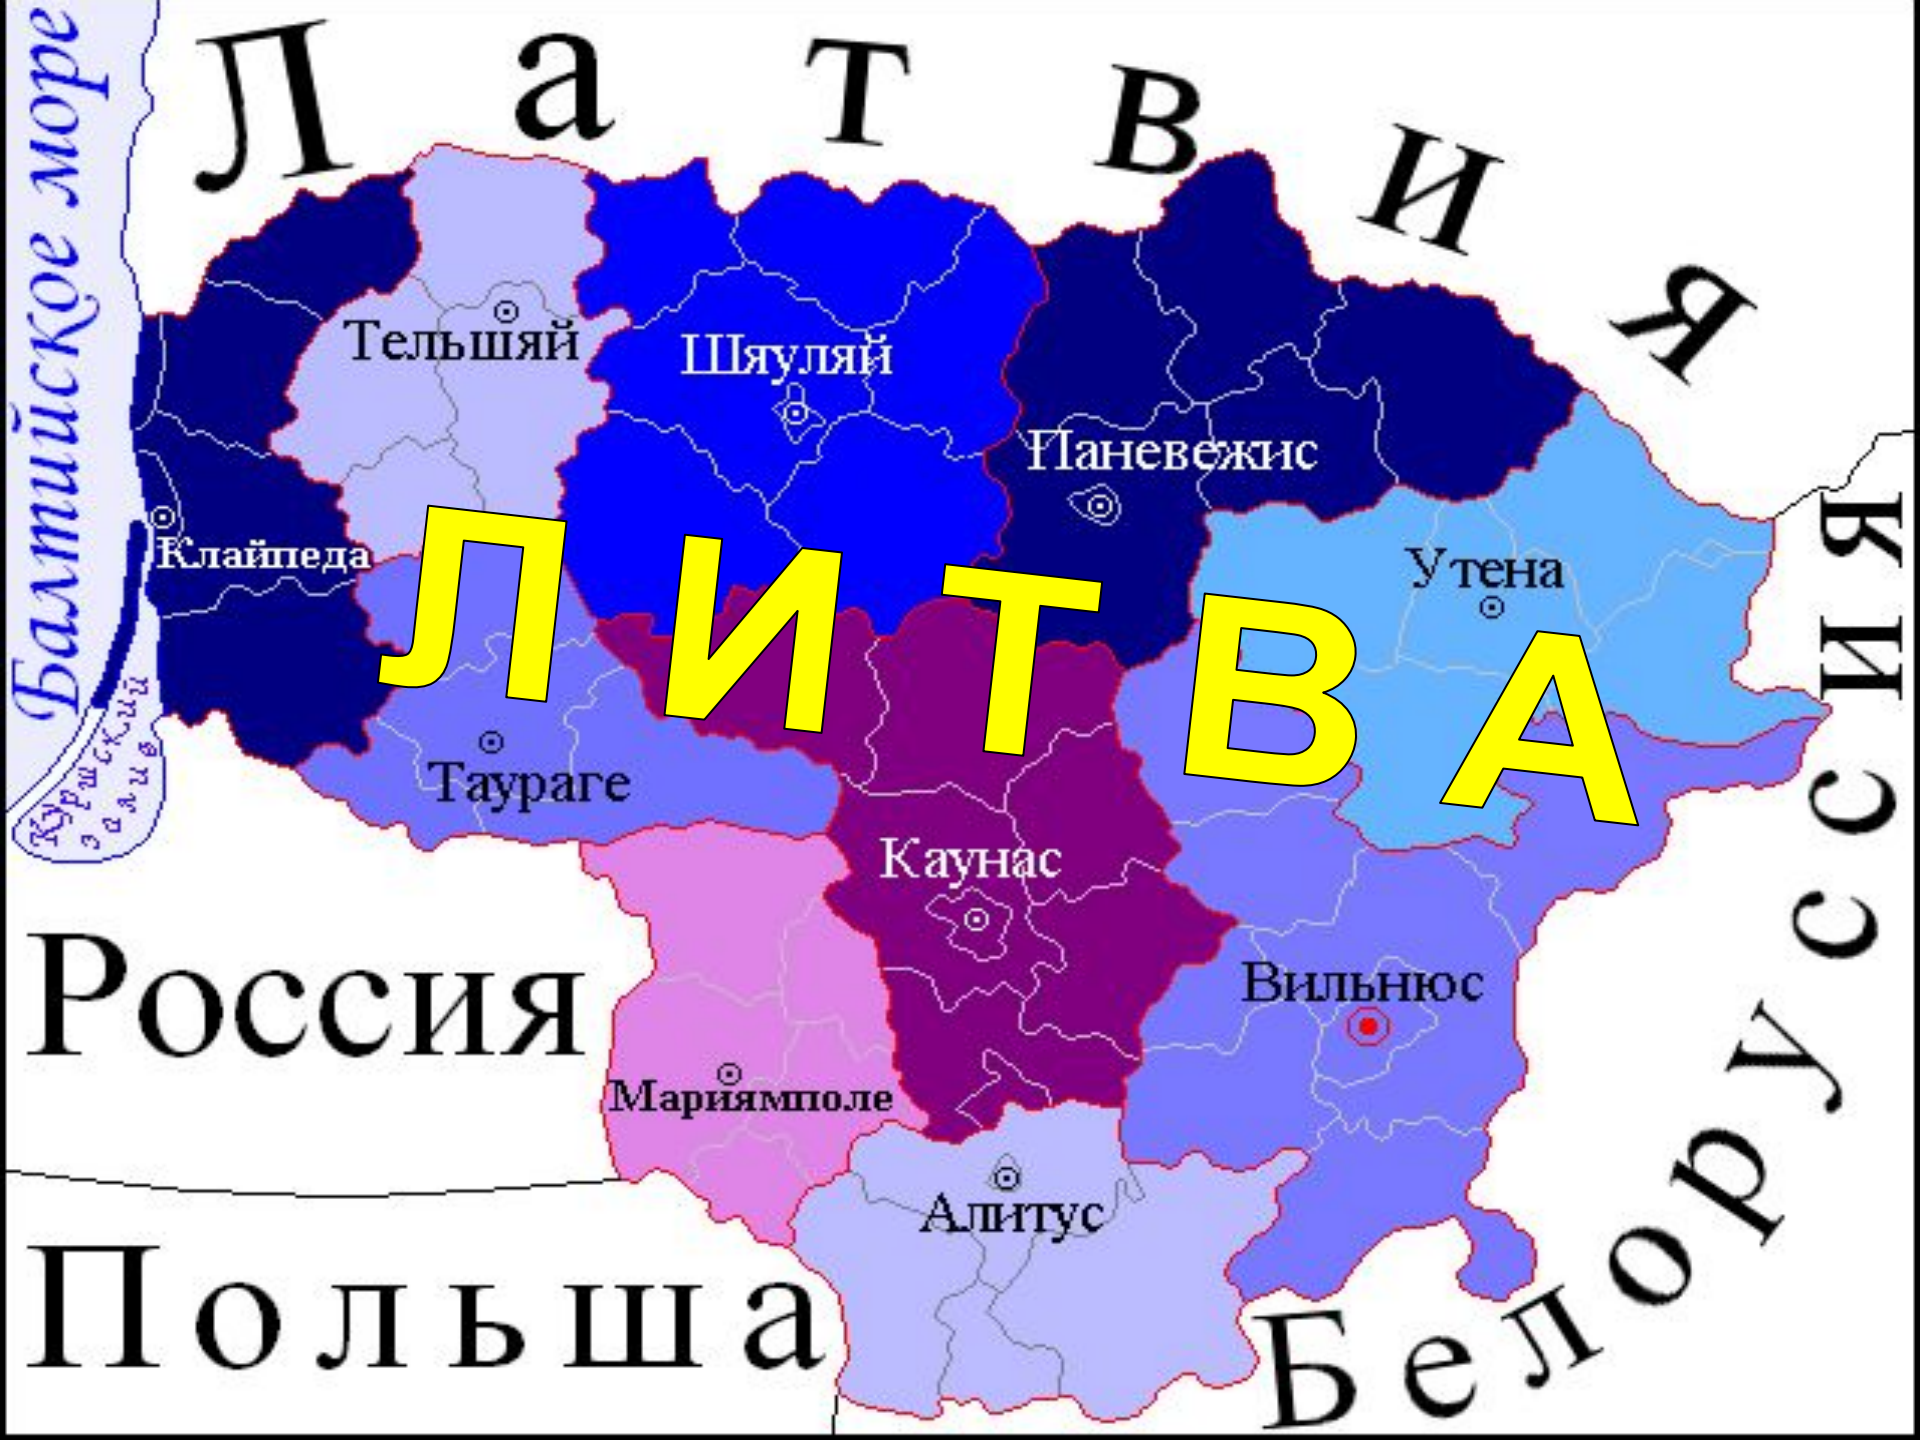 Латвия
Балтийское море
Тельшяй
Шяуляй
Паневежис
Клайпеда
Утена
ЛИТВА
Куршский
залив
Таураге
Каунас
Россия
Вильнюс
Мариямполе
Алитус
Польша
Белоруссия